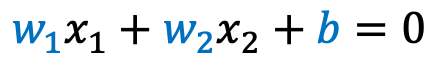 w₁x₁ + w₂x₂ + b = 0